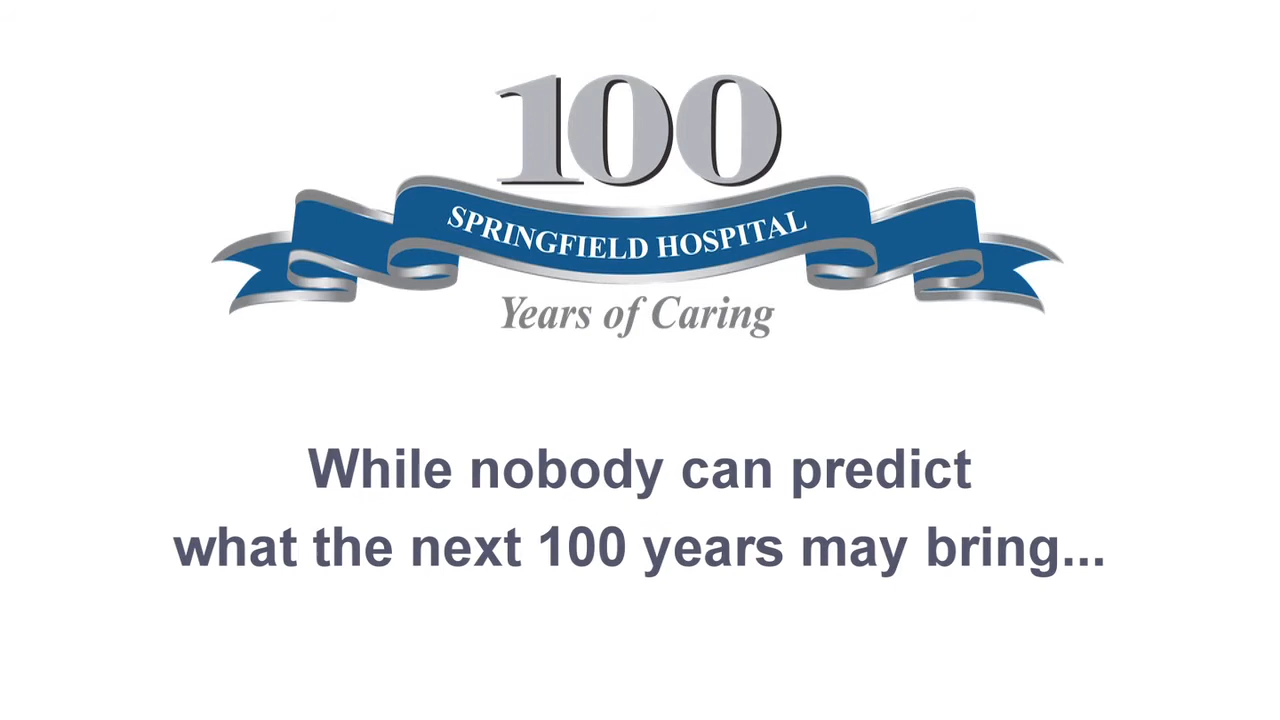 100
SPRINGFIELD HOSPITAL
Years of Caring
While nobody can predict
what the next 100 years may bring...